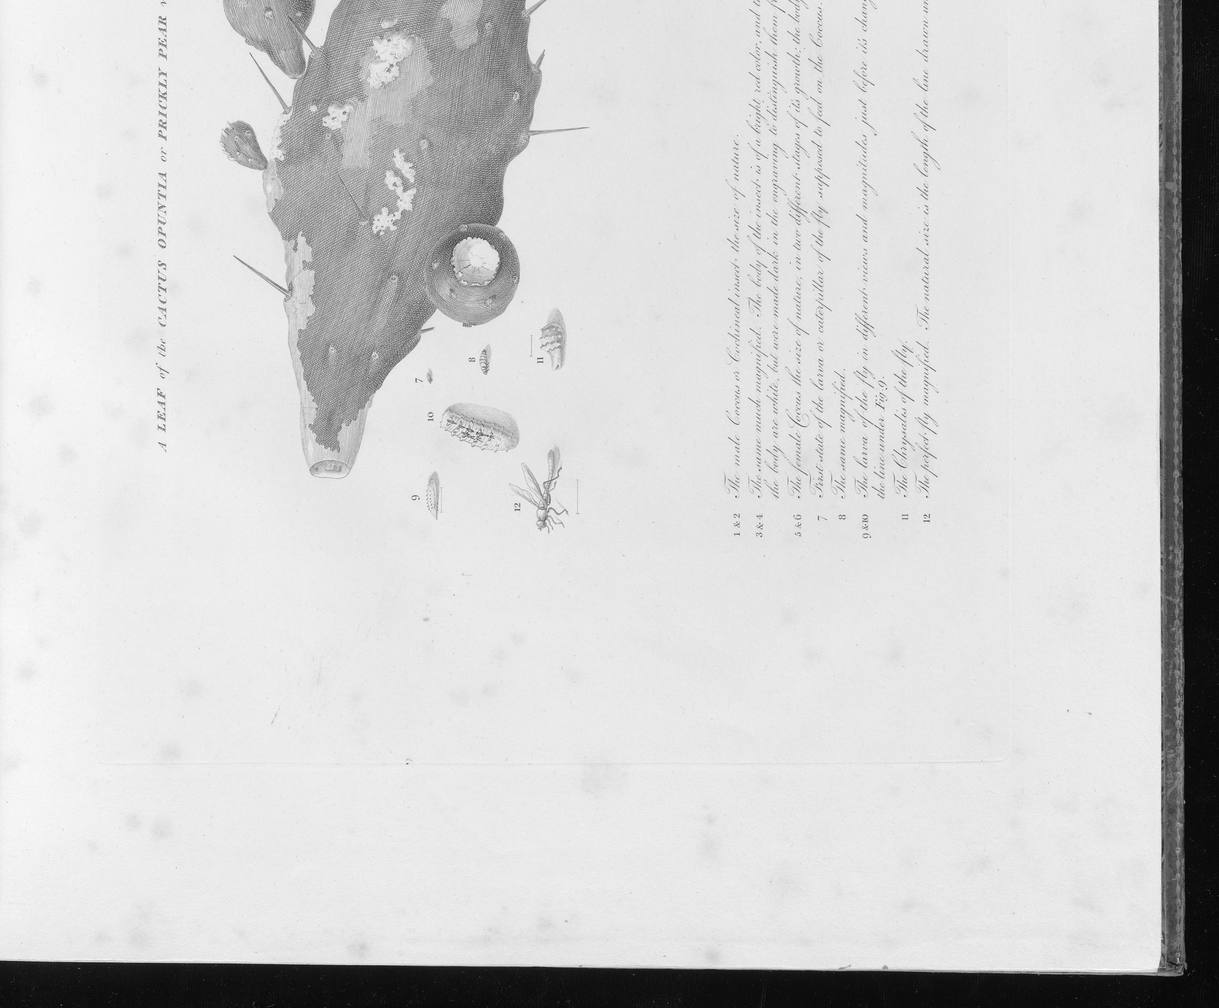 A LEAF of the CACTUS OPUNTIA or PRICKLY PEAR
7
8
11
10
9
12
1 & 2 The male Coccus or Cochineal insect the size of nature.
3 & 4 The same much magnified. The body of the insect is of a bright red color, and
the body are white, but were made dark in the engraving to distinguish them
5 & 6 The female Coccus the size of nature, in two different stages of its growth; the body
7 First state of the larva or caterpillar of the fly supposed to feed on the Coccus.
8 The same magnified.
9 & 10 The larva of the fly in different views and magnitudes just before its
the line under Fig. 9.
11 The Chrysalis of the fly.
12 The perfect fly magnified. The natural size is the length of the line drawn